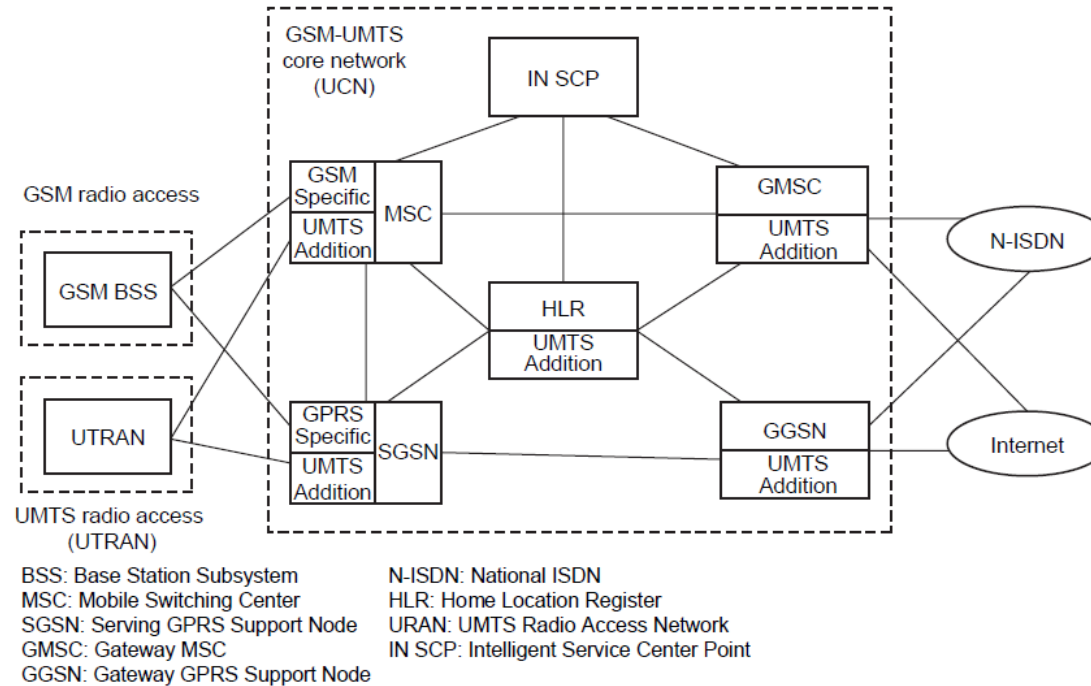 GSM-UMTS
core network
(UCN)
IN SCP
GSM radio access
GSM
Specific
UMTS
Addition
MSC
GMSC
UMTS
Addition
N-ISDN
GSM BSS
HLR
UMTS
Addition
UTRAN
GPRS
Specific
UMTS
Addition
SGSN
GGSN
UMTS
Addition
Internet
UMTS radio access
(UTRAN)
BSS: Base Station Subsystem
MSC: Mobile Switching Center
SGSN: Serving GPRS Support Node
GMSC: Gateway MSC
GGSN: Gateway GPRS Support Node
N-ISDN: National ISDN
HLR: Home Location Register
URAN: UMTS Radio Access Network
IN SCP: Intelligent Service Center Point